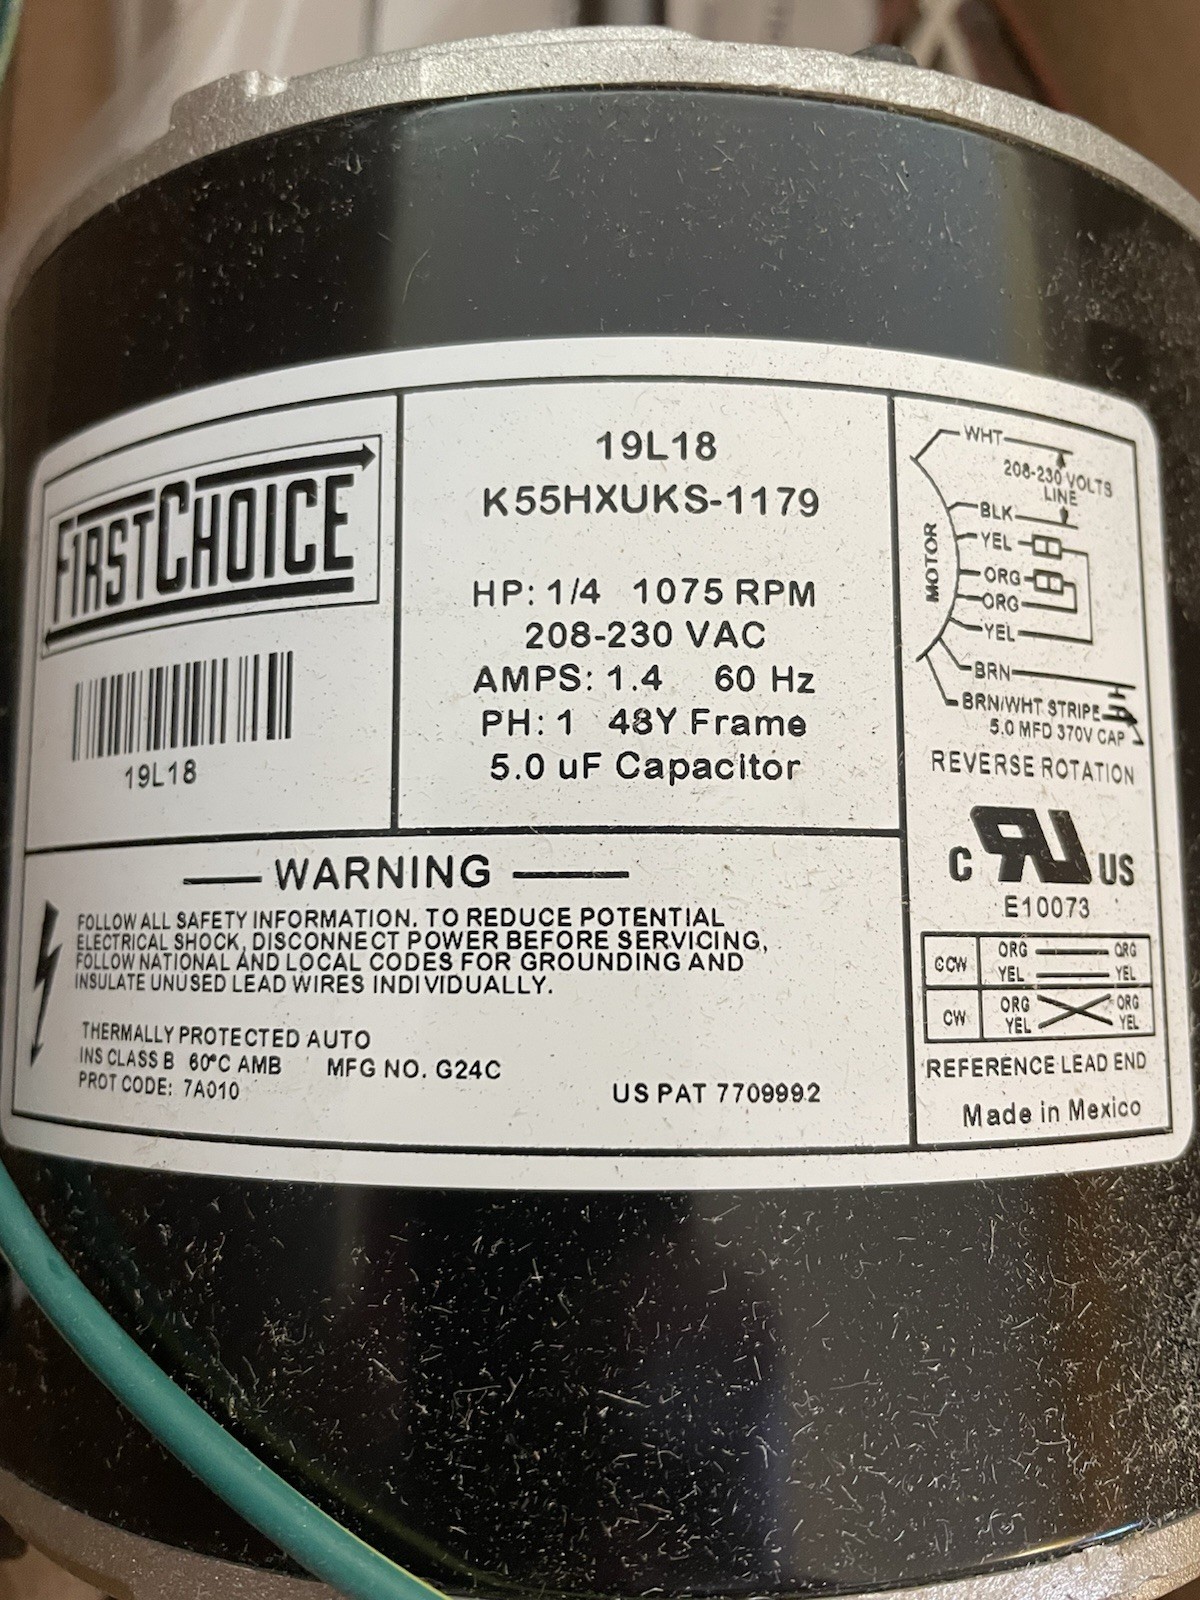 FIRSTCHOICE
19L18
19L18
K55HXUKS-1179
HP: 1/4 1075 RPM
208-230 VAC
AMPS: 1.4 60 Hz
PH: 1 48Y Frame
5.0 uF Capacitor
WARNING
FOLLOW ALL SAFETY INFORMATION. TO REDUCE POTENTIAL
ELECTRICAL SHOCK, DISCONNECT POWER BEFORE SERVICING,
FOLLOW NATIONAL AND LOCAL CODES FOR GROUNDING AND
INSULATE UNUSED LEAD WIRES INDIVIDUALLY.
THERMALLY PROTECTED AUTO
INS CLASS B 60°C AMB MFG NO. G24C
PROT CODE: 7A010
US PAT 7709992
MOTOR
WHT
208-230 VOLTS
LINE
BLK
YEL
ORG
ORG
YEL
BRN
BRN/WHT STRIPE
5.0 MFD 370V CAP
REVERSE ROTATION
C RU US
E10073
CCW ORG ORG
YEL YEL
CW ORG ORG
YEL YEL
REFERENCE LEAD END
Made in Mexico